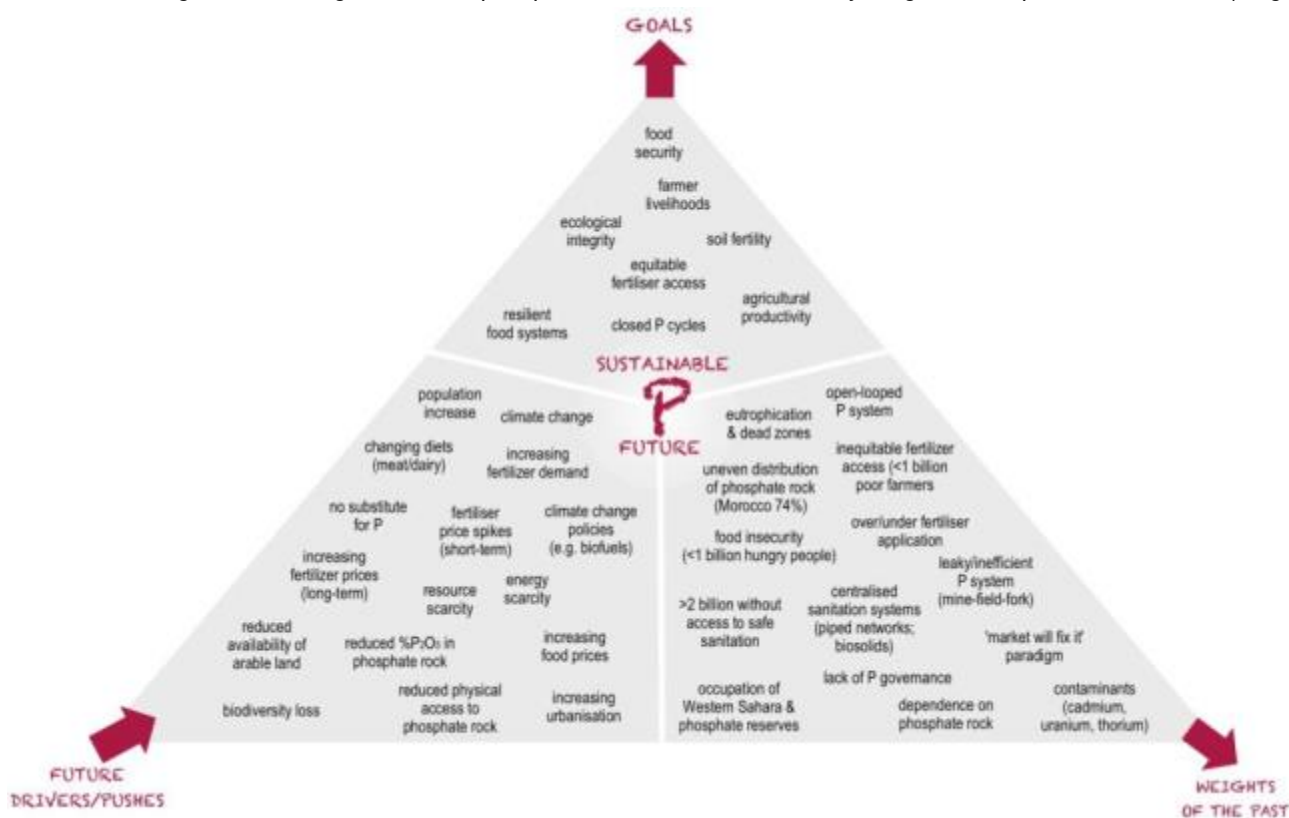 GOALS
food
security
farmer
livelihoods
ecological
integrity
soil fertility
equitable
fertiliser access
agricultural
productivity
resilient
food systems
closed P cycles
SUSTAINABLE
P
FUTURE
population
increase
climate change
changing diets
(meat/dairy)
increasing
fertilizer demand
no substitute
for P
fertiliser
price spikes
(short-term)
climate change
policies
(e.g. biofuels)
increasing
fertilizer prices
(long-term)
resource
scarcity
energy
scarcity
reduced
availability of
arable land
reduced %P₂O₅ in
phosphate rock
increasing
food prices
biodiversity loss
reduced physical
access to
phosphate rock
increasing
urbanisation
open-looped
P system
eutrophication
& dead zones
inequitable fertilizer
access (<1 billion
poor farmers
uneven distribution
of phosphate rock
(Morocco 74%)
over/under fertiliser
application
food insecurity
(<1 billion hungry people)
leaky/inefficient
P system
(mine-field-fork)
>2 billion without
access to safe
sanitation
centralised
sanitation systems
(piped networks;
biosolids)
'market will fix it'
paradigm
lack of P governance
occupation of
Western Sahara &
phosphate reserves
dependence on
phosphate rock
contaminants
(cadmium,
uranium, thorium)
FUTURE
DRIVERS/PUSHES
WEIGHTS
OF THE PAST